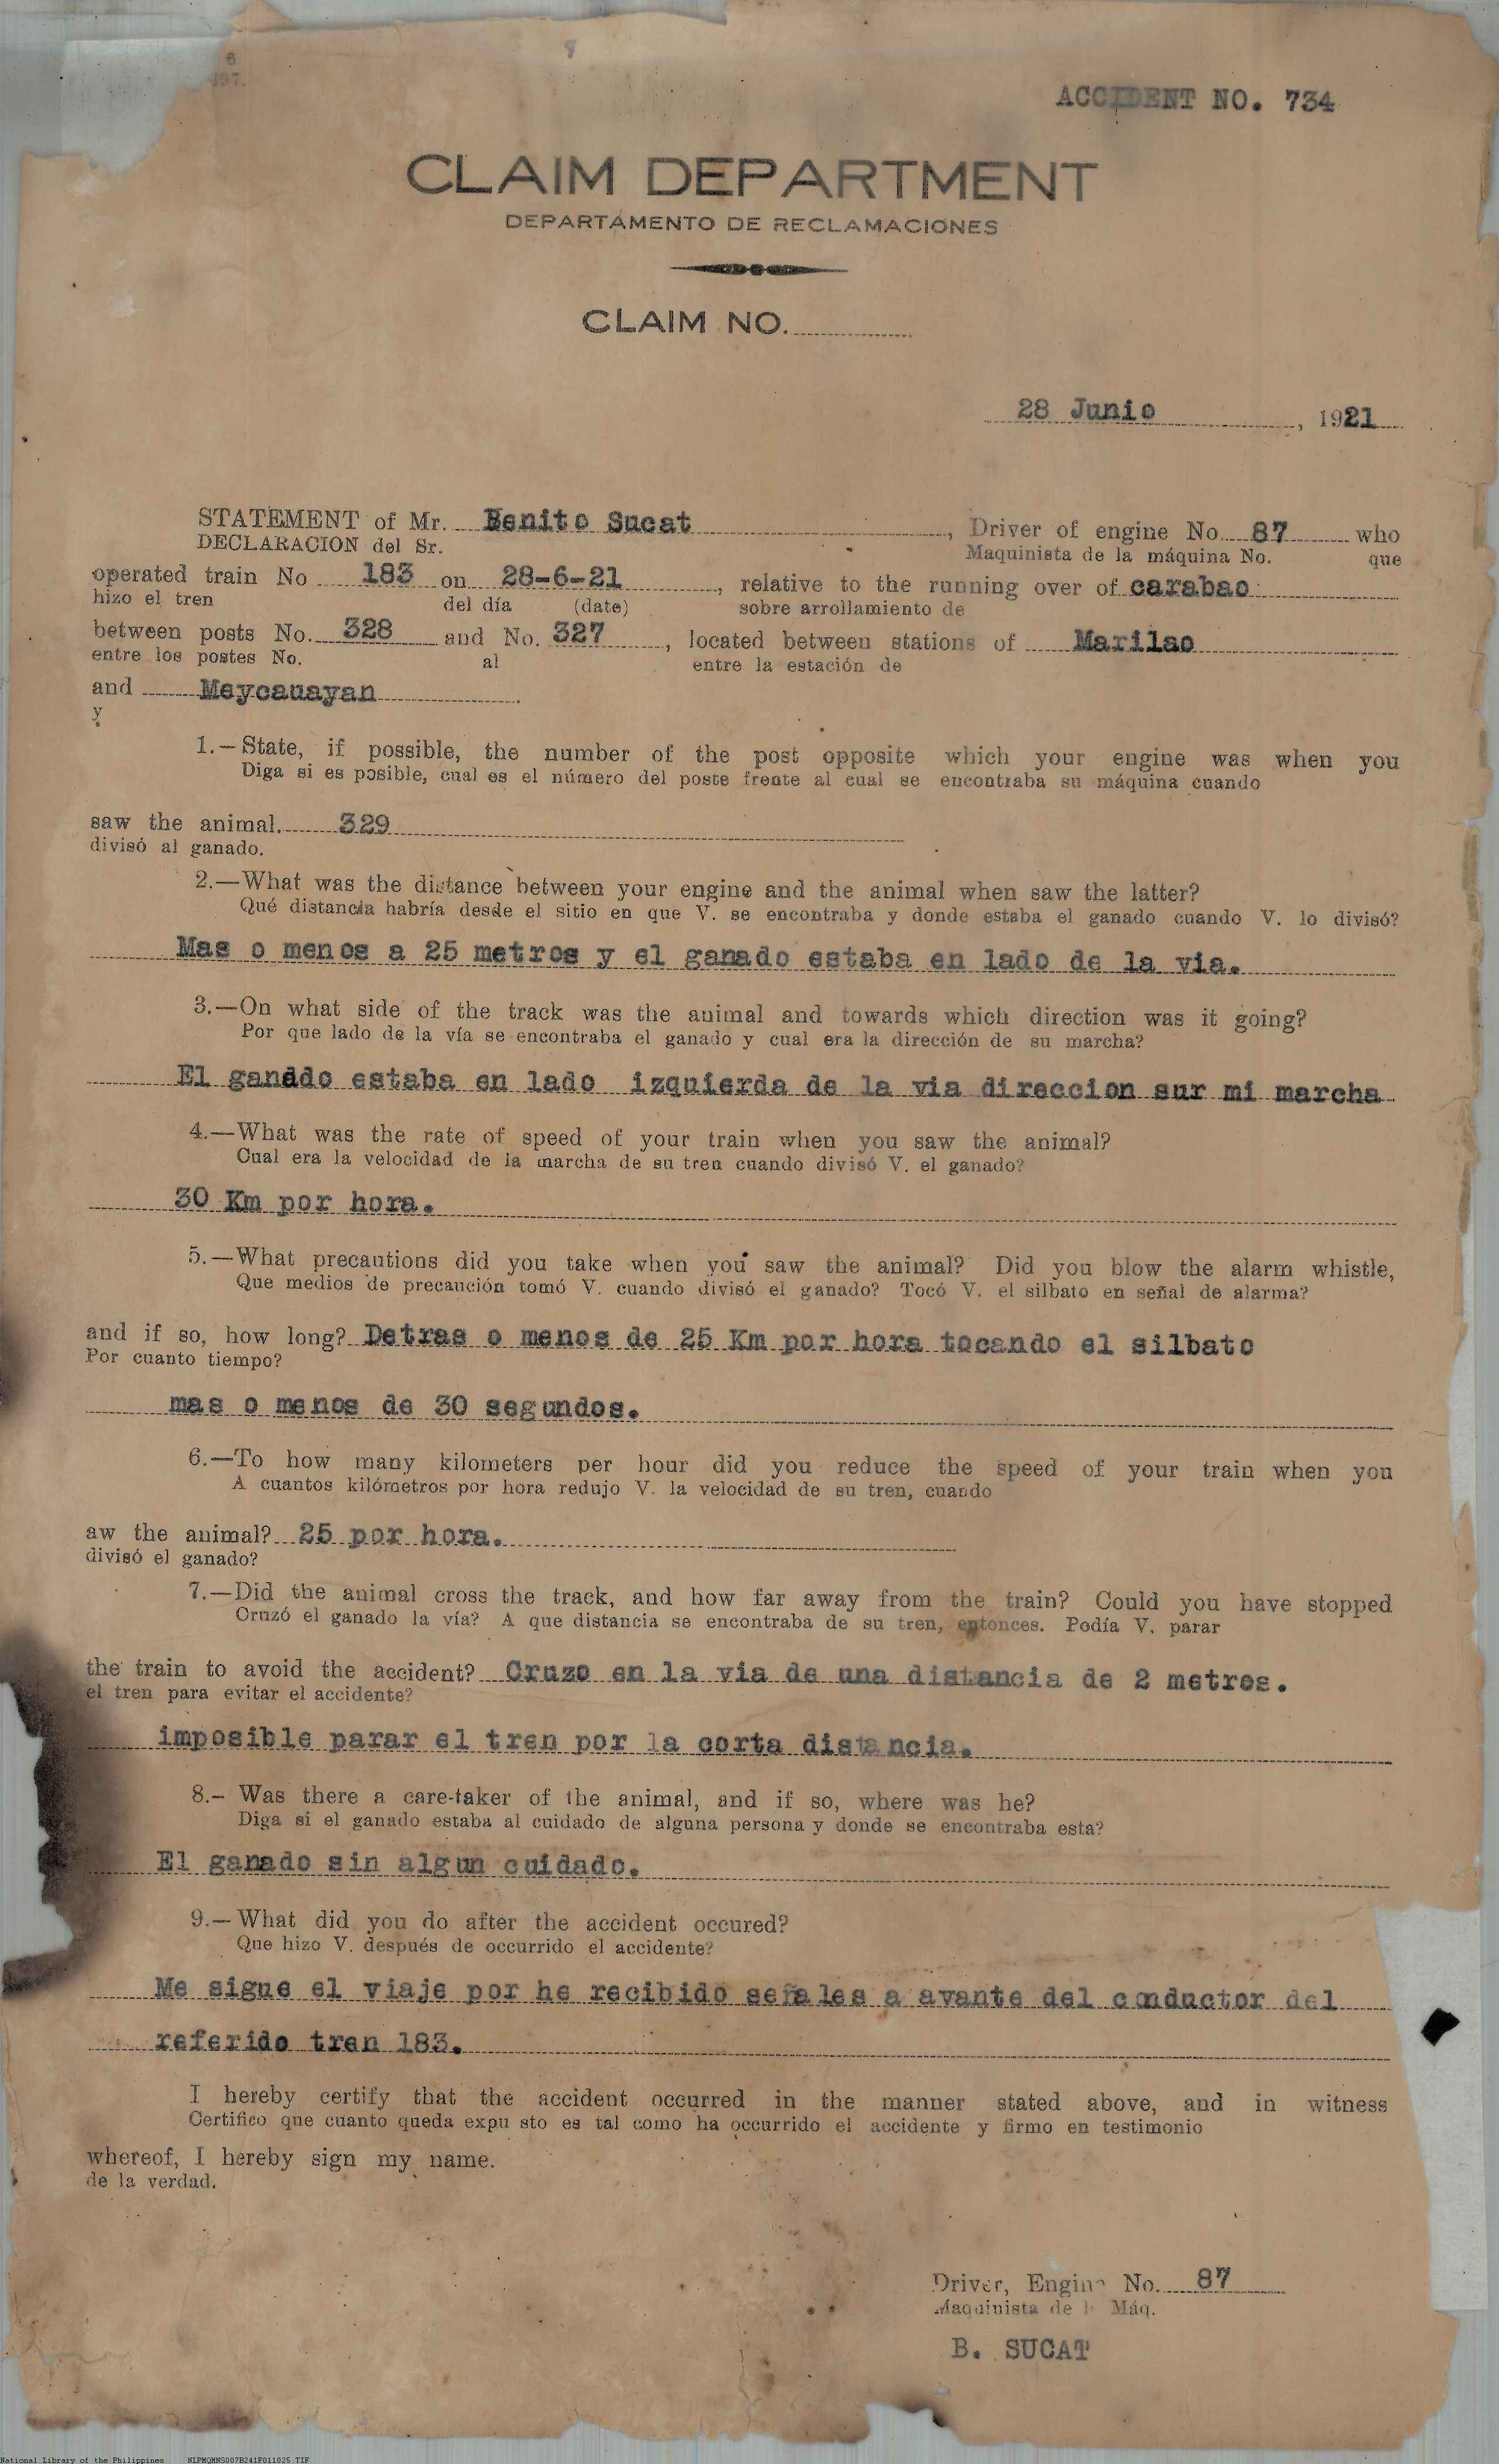 6
397.
ACCIDENT NO. 734
CLAIM DEPARTMENT
DEPARTAMENTO DE RECLAMACIONES
CLAIM NO.
28 Junio , 1921
STATEMENT of Mr. Benito Sucat , Driver of engine No. 87 who
DECLARACION del Sr. Maquinista de la máquina No. que
operated train No 183 on 28-6-21 , relative to the running over of carabao
hizo el tren del día (date) sobre arrollamiento de
between posts No. 328 and No. 327 , located between stations of Marilao
entre los postes No. al entre la estación de
and Meycauayan .
y
1.— State, if possible, the number of the post opposite which your engine was when you
Diga si es posible, cual es el número del poste frente al cual se encontraba su máquina cuando
saw the animal. 329
divisó al ganado.
2.—What was the distance between your engine and the animal when saw the latter?
Qué distancia habría desde el sitio en que V. se encontraba y donde estaba el ganado cuando V. lo divisó?
Mas o menos a 25 metros y el ganado estaba en lado de la via.
3.—On what side of the track was the animal and towards which direction was it going?
Por que lado de la vía se encontraba el ganado y cual era la dirección de su marcha?
El ganado estaba en lado izquierda de la via direccion sur mi marcha
4.—What was the rate of speed of your train when you saw the animal?
Cual era la velocidad de la marcha de su tren cuando divisó V. el ganado?
30 Km por hora.
5.—What precautions did you take when you saw the animal? Did you blow the alarm whistle,
Que medios de precaución tomó V. cuando divisó el ganado? Tocó V. el silbato en señal de alarma?
and if so, how long? Detras o menos de 25 Km por hora tocando el silbato
Por cuanto tiempo?
mas o menos de 30 segundos.
6.—To how many kilometers per hour did you reduce the speed of your train when you
A cuantos kilómetros por hora redujo V. la velocidad de su tren, cuando
aw the animal? 25 por hora.
divisó el ganado?
7.—Did the animal cross the track, and how far away from the train? Could you have stopped
Cruzó el ganado la vía? A que distancia se encontraba de su tren, entonces. Podía V. parar
the train to avoid the accident? Cruzo en la via de una distancia de 2 metros.
el tren para evitar el accidente?
imposible parar el tren por la corta distancia.
8.— Was there a care-taker of the animal, and if so, where was he?
Diga si el ganado estaba al cuidado de alguna persona y donde se encontraba esta?
El ganado sin algun cuidado.
9.— What did you do after the accident occured?
Que hizo V. después de occurrido el accidente?
Me sigue el viaje por he recibido señales a avante del conductor del
referido tren 183.
I hereby certify that the accident occurred in the manner stated above, and in witness
Certifico que cuanto queda expu sto es tal como ha occurrido el accidente y firmo en testimonio
whereof, I hereby sign my name.
de la verdad.
Driver, Engine No. 87
Maquinista de la Máq.
B. SUCAT
National Library of the Philippines NLPMQMNS007B241F011025.TIF